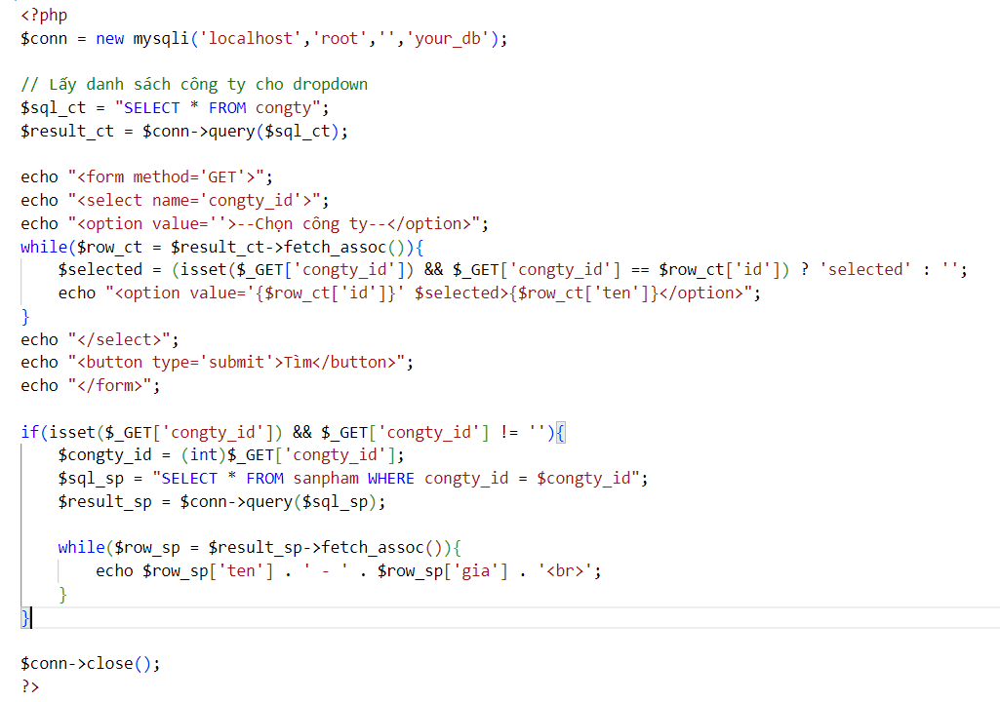 <?php
$conn = new mysqli('localhost','root','','your_db');
// Lấy danh sách công ty cho dropdown
$sql_ct = "SELECT * FROM congty";
$result_ct = $conn->query($sql_ct);
echo "<form method='GET'>";
echo "<select name='congty_id'>";
echo "<option value=''>--Chọn công ty--</option>";
while($row_ct = $result_ct->fetch_assoc()){
    $selected = (isset($_GET['congty_id']) && $_GET['congty_id'] == $row_ct['id']) ? 'selected' : '';
    echo "<option value='{$row_ct['id']}' $selected>{$row_ct['ten']}</option>";
}
echo "</select>";
echo "<button type='submit'>Tìm</button>";
echo "</form>";
if(isset($_GET['congty_id']) && $_GET['congty_id'] != ''){
    $congty_id = (int)$_GET['congty_id'];
    $sql_sp = "SELECT * FROM sanpham WHERE congty_id = $congty_id";
    $result_sp = $conn->query($sql_sp);
    while($row_sp = $result_sp->fetch_assoc()){
        echo $row_sp['ten'] . ' - ' . $row_sp['gia'] . '<br>';
    }
}
$conn->close();
?>